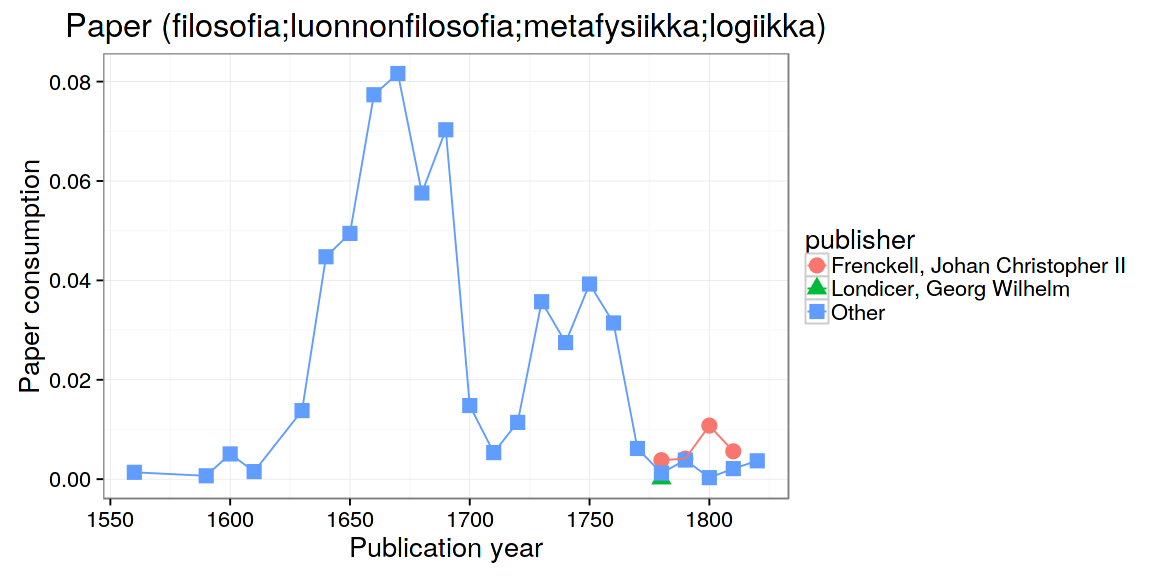 Paper (filosofia;luonnonfilosofia;metafysiikka;logiikka)
0.08
0.06
0.04
0.02
0.00
Paper consumption
1550 1600 1650 1700 1750 1800
Publication year
publisher
Frenckell, Johan Christopher II
Londicer, Georg Wilhelm
Other